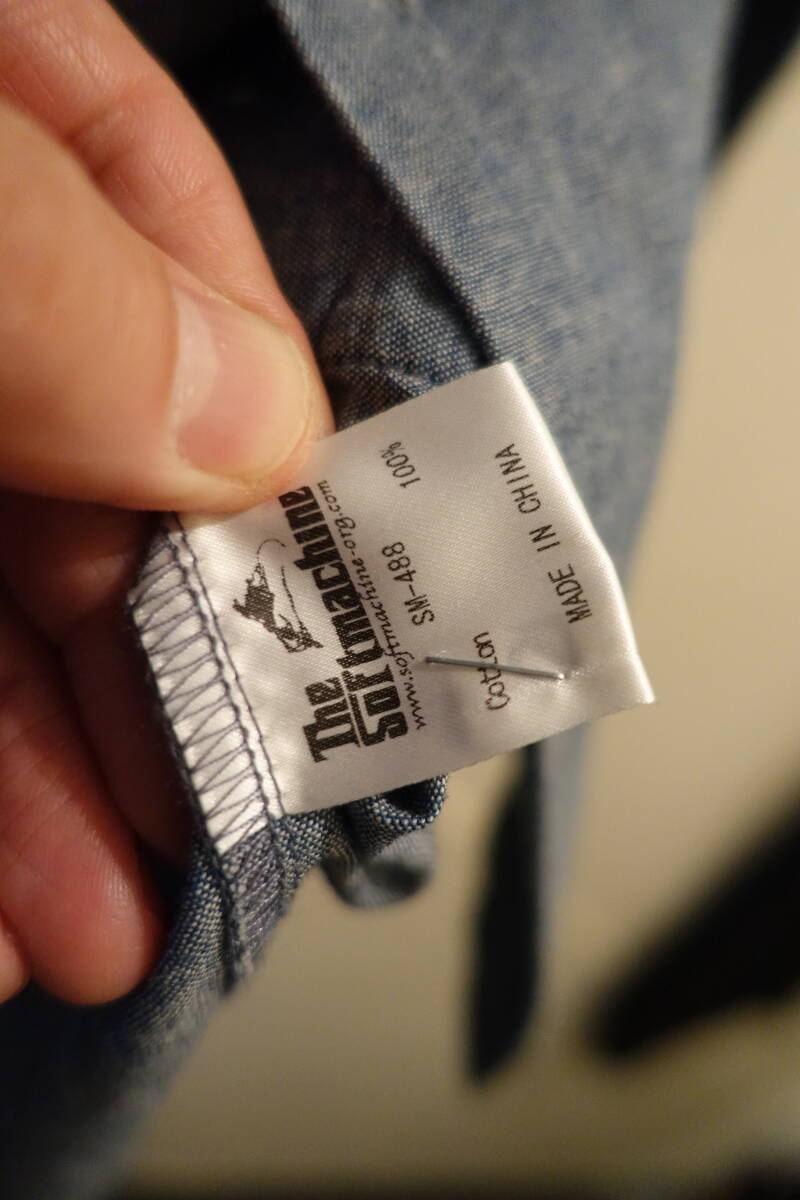 The
Softmachine
www.softmachine-org.com
SM-488 100%
Cotton
MADE IN CHINA